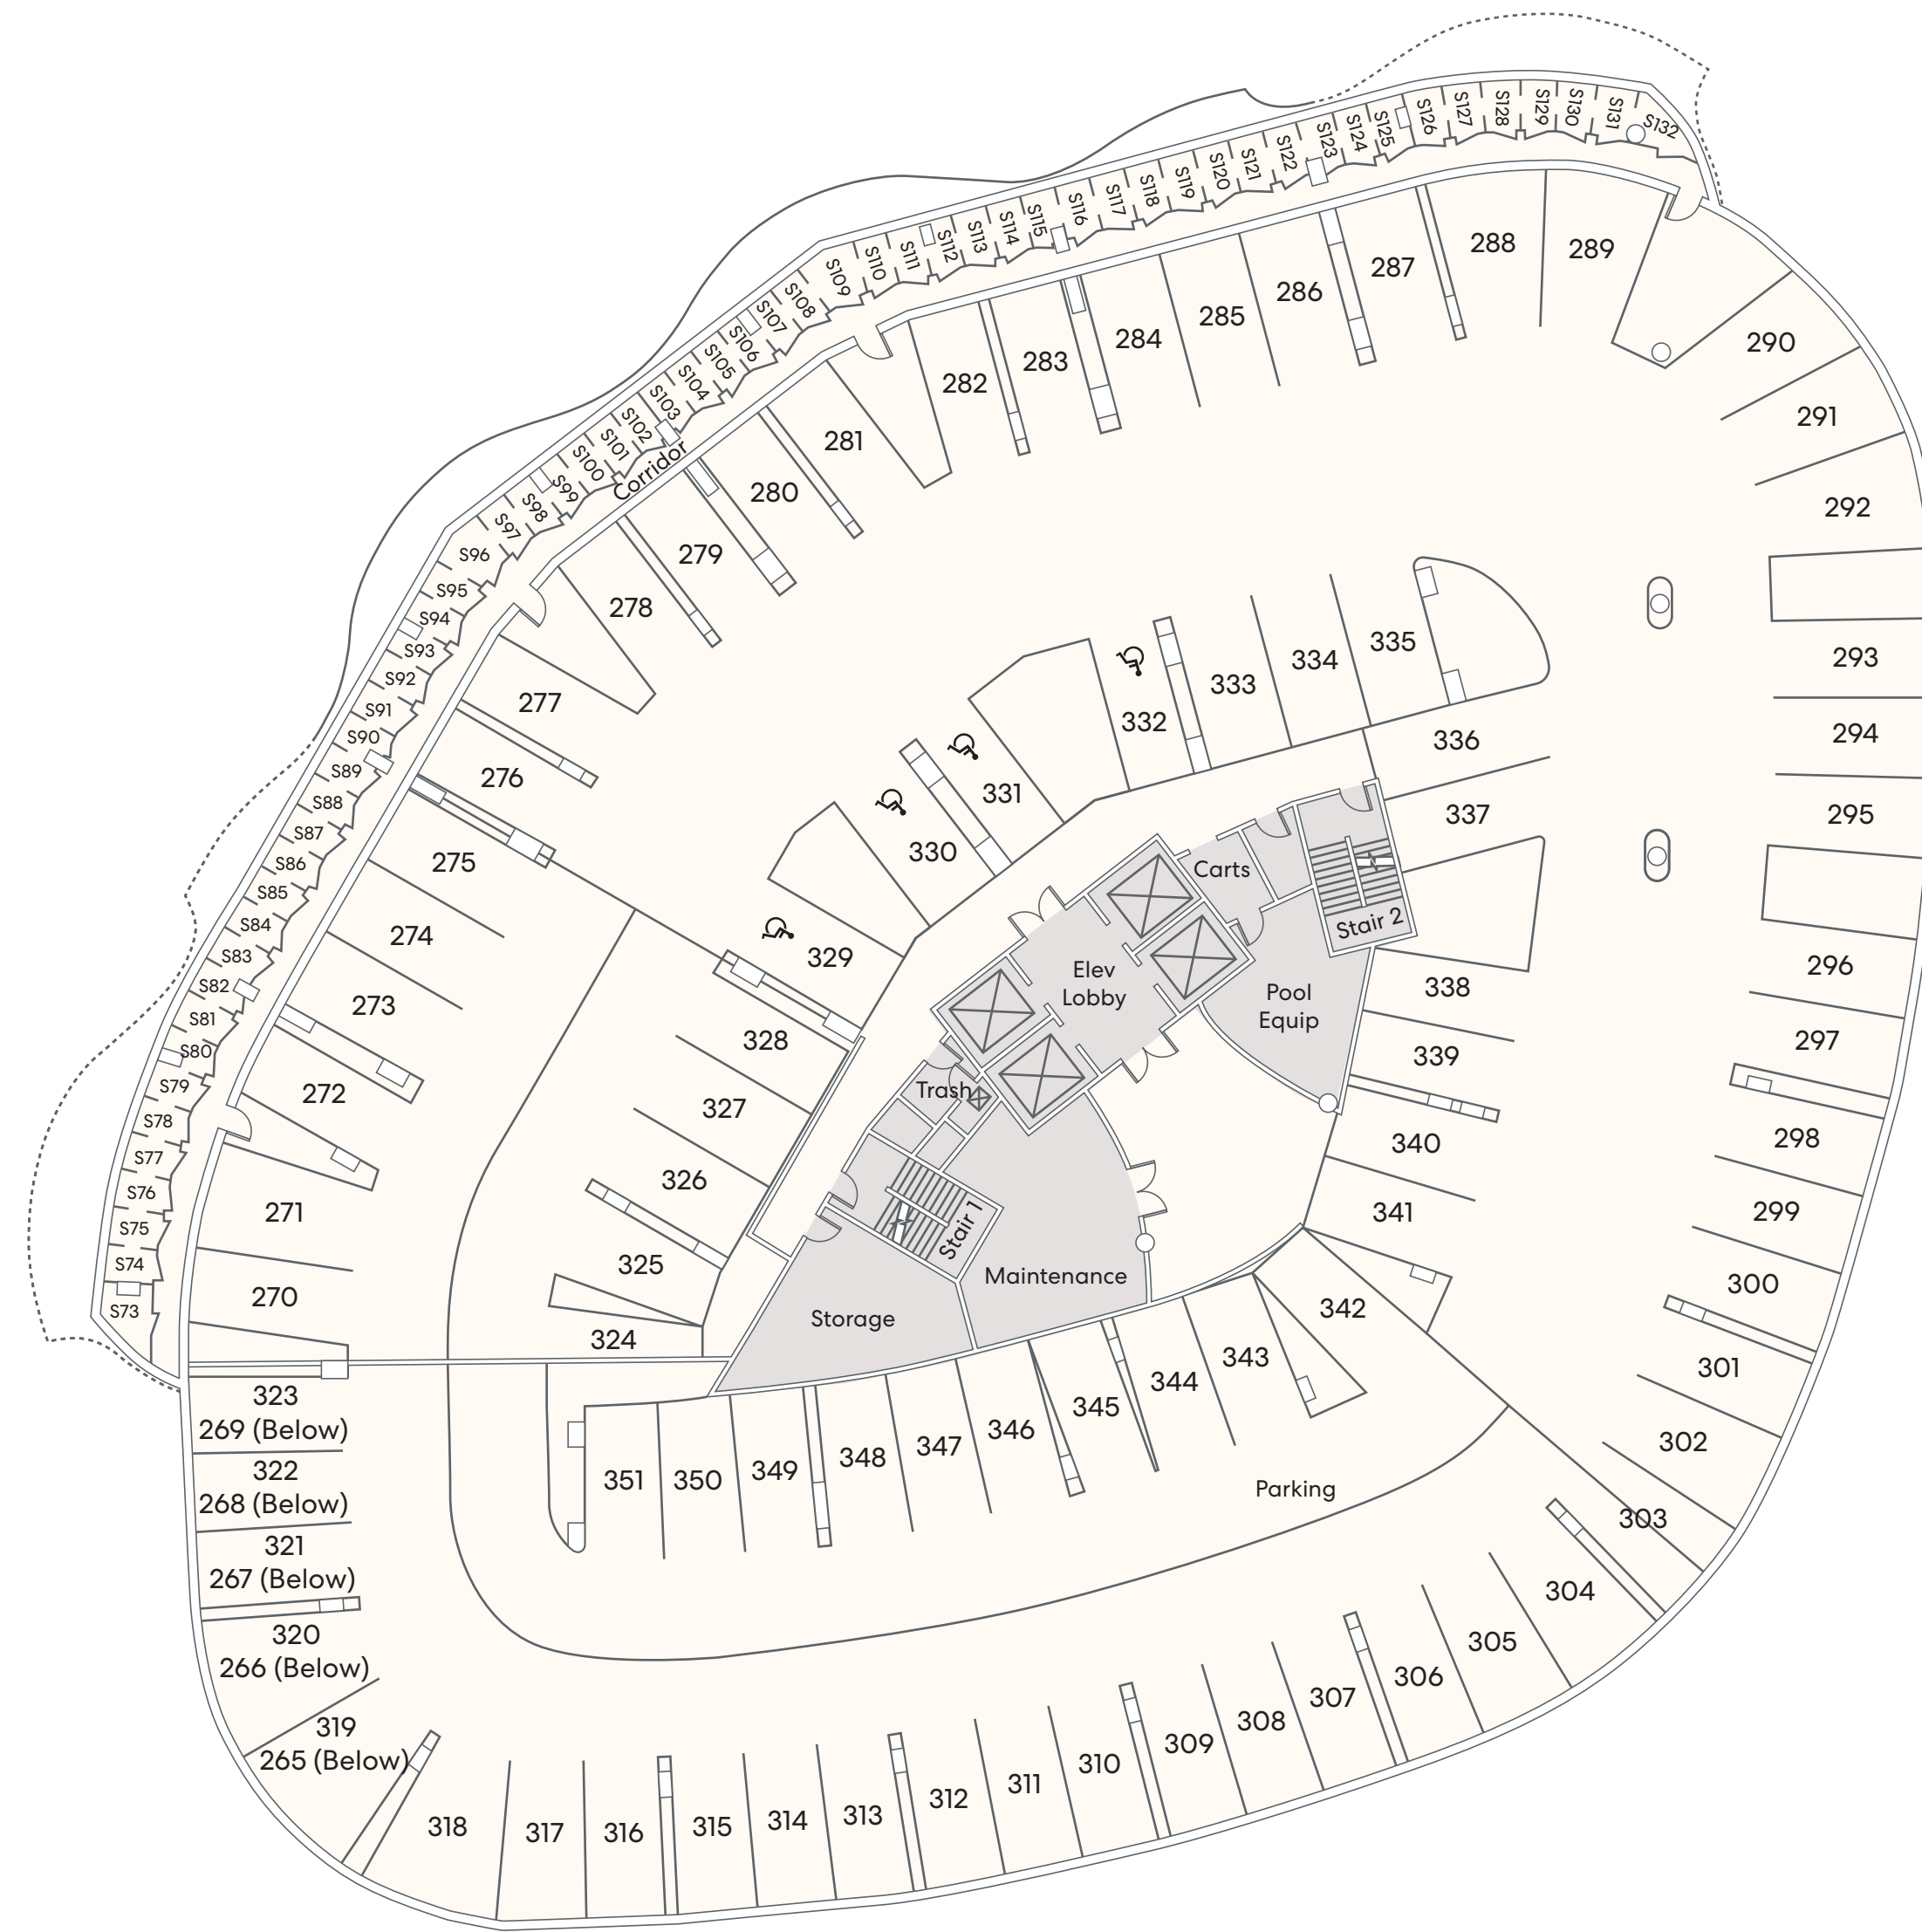 S73
S74
S75
S76
S77
S78
S79
S80
S81
S82
S83
S84
S85
S86
S87
S88
S89
S90
S91
S92
S93
S94
S95
S96
S97
S98
S99
S100
S101
S102
S103
S104
S105
S106
S107
S108
S109
S110
S111
S112
S113
S114
S115
S116
S117
S118
S119
S120
S121
S122
S123
S124
S125
S126
S127
S128
S129
S130
S131
S132
Corridor
270
271
272
273
274
275
276
277
278
279
280
281
282
283
284
285
286
287
288
289
290
291
292
293
294
295
296
297
298
299
300
301
302
303
304
305
306
307
308
309
310
311
312
313
314
315
316
317
318
319
265 (Below)
320
266 (Below)
321
267 (Below)
322
268 (Below)
323
269 (Below)
324
325
326
327
328
329
330
331
332
333
334
335
336
337
338
339
340
341
342
343
344
345
346
347
348
349
350
351
Carts
Stair 2
Elev
Lobby
Pool
Equip
Trash
Stair 1
Maintenance
Storage
Parking